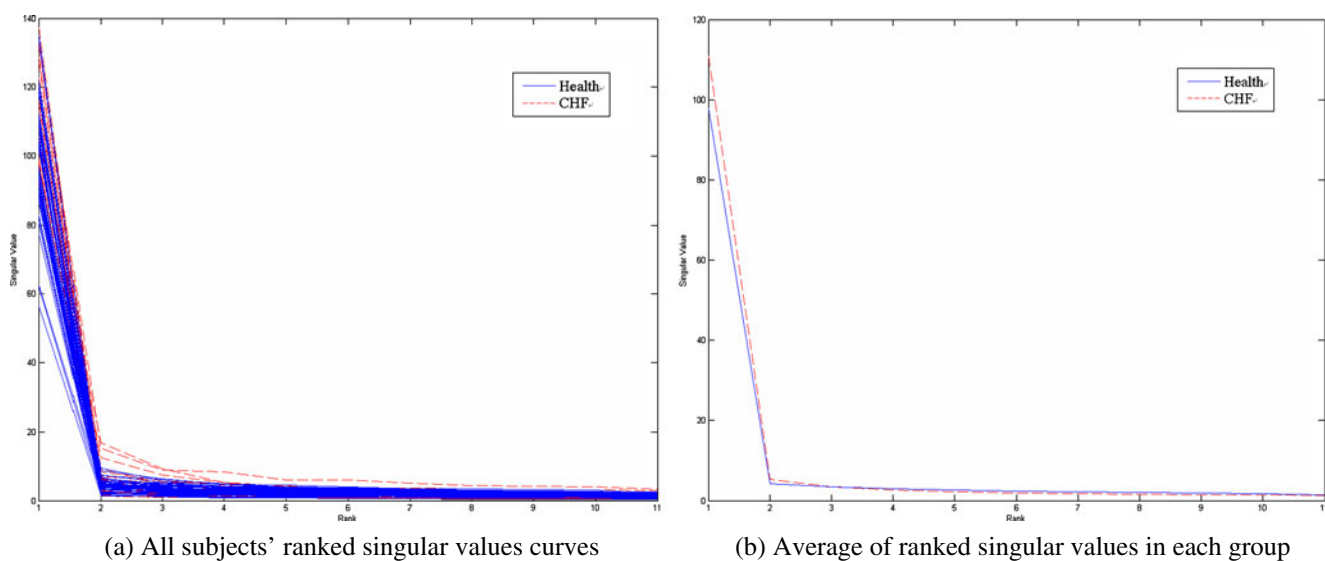 140
120
100
80
60
40
20
0
Singular Value
1 2 3 4 5 6 7 8 9 10 11
Rank
Health
CHF
(a) All subjects’ ranked singular values curves
120
100
80
60
40
20
0
Singular Value
1 2 3 4 5 6 7 8 9 10 1
Rank
Health
CHF
(b) Average of ranked singular values in each group